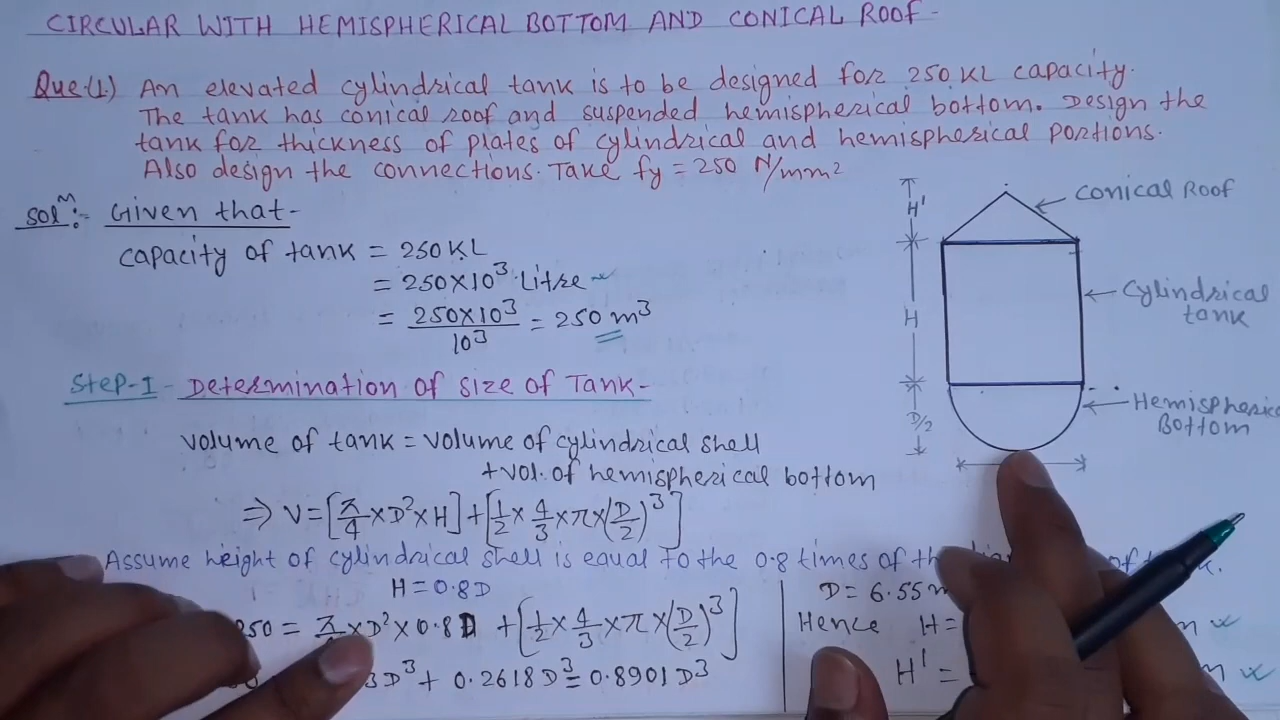 CIRCULAR WITH HEMISPHERICAL BOTTOM AND CONICAL ROOF-
Que:(1.) An elevated cylindrical tank is to be designed for 250 KL capacity.
The tank has conical roof and suspended hemispherical bottom. Design the
tank for thickness of plates of cylindrical and hemispherical portions.
Also design the connections. Take fy = 250 N/mm²
Solⁿ:- Given that-
capacity of tank = 250 KL
= 250×10³ Litre
= 250×10³/10³ = 250 m³
Step-I - Determination of Size of Tank-
volume of tank = volume of cylindrical shell
+ vol. of hemispherical bottom
⇒ V = [π/4 × D² × H] + [1/2 × 4/3 × π × (D/2)³]
Assume height of cylindrical shell is equal to the 0.8 times of
H = 0.8D
250 = × D² × 0.8D + [1/2 × 4/3 × π × (D/2)³]
D³ + 0.2618 D³ = 0.8901 D³
D = 6.55
Hence H =
H' =
H'
H
D/2
Conical Roof
Cylindrical
tank
Hemispheric
Bottom